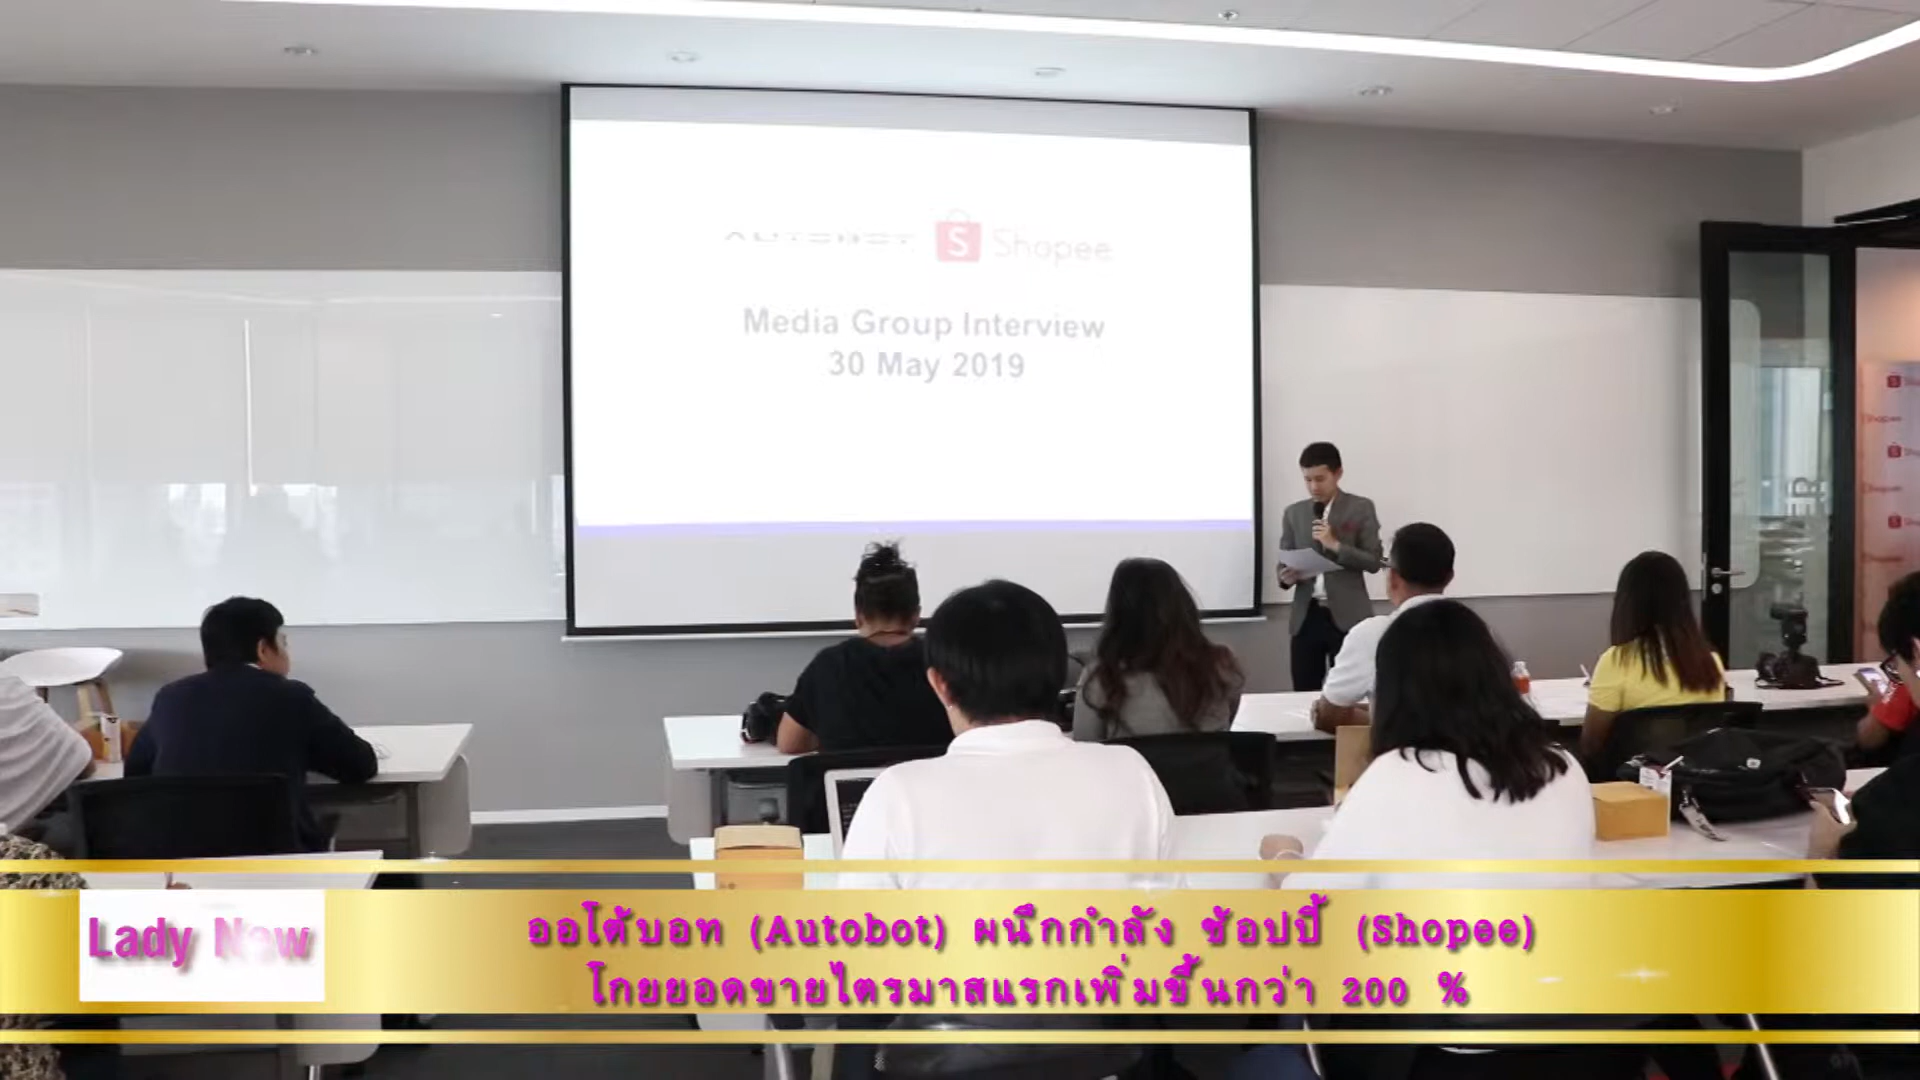 AUTOBOT Shopee
Media Group Interview
30 May 2019
Lady Now
ออโต้บอท (Autobot) ผนึกกำลัง ช้อปปี้ (Shopee)
โกยยอดขายไตรมาสแรกเพิ่มขึ้นกว่า 200 %